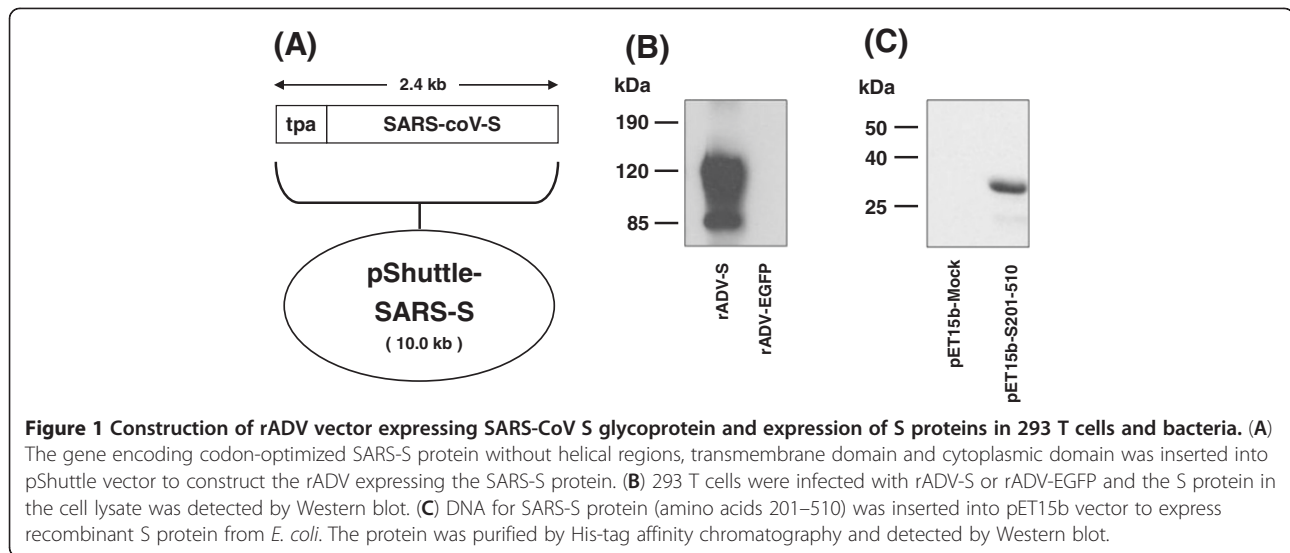 (A)
2.4 kb
tpa
SARS-coV-S
pShuttle-
SARS-S
( 10.0 kb )
(B)
kDa
190
120
85
rADV-S
rADV-EGFP
(C)
kDa
50
40
25
pET15b-Mock
pET15b-S201-510
Figure 1 Construction of rADV vector expressing SARS-CoV S glycoprotein and expression of S proteins in 293 T cells and bacteria. (A)
The gene encoding codon-optimized SARS-S protein without helical regions, transmembrane domain and cytoplasmic domain was inserted into
pShuttle vector to construct the rADV expressing the SARS-S protein. (B) 293 T cells were infected with rADV-S or rADV-EGFP and the S protein in
the cell lysate was detected by Western blot. (C) DNA for SARS-S protein (amino acids 201–510) was inserted into pET15b vector to express
recombinant S protein from E. coli. The protein was purified by His-tag affinity chromatography and detected by Western blot.